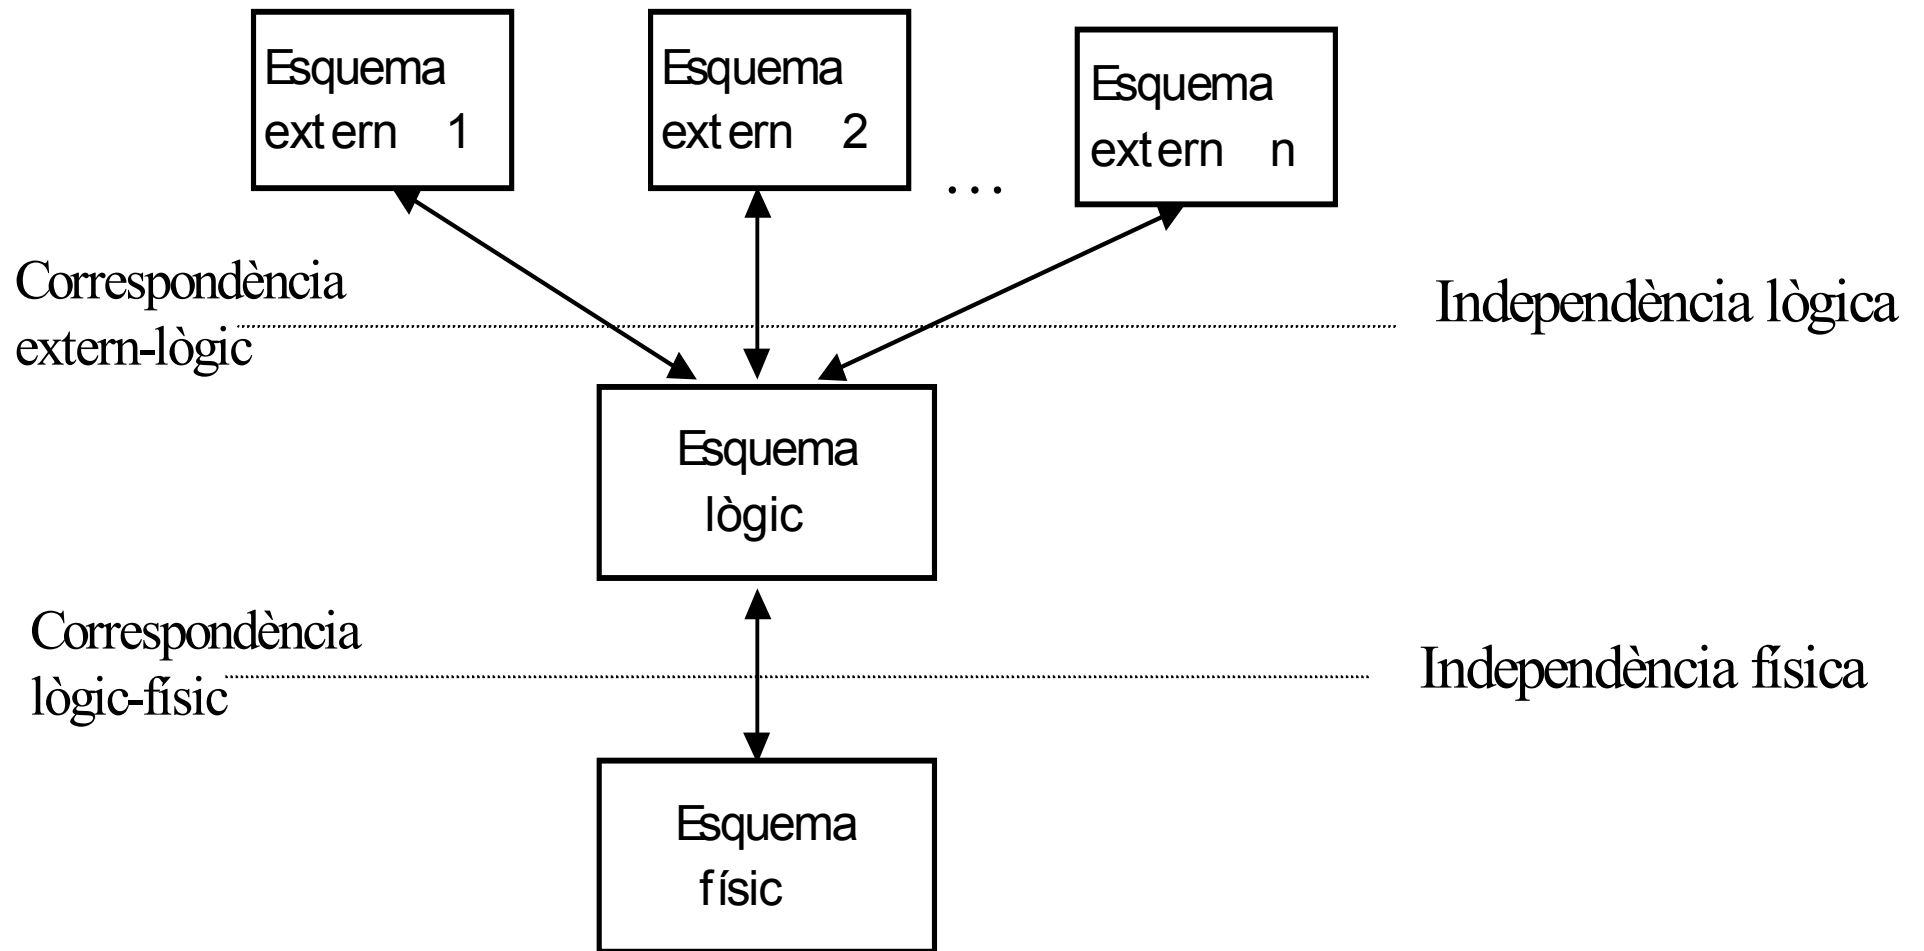 Esquema
extern 1
Esquema
extern 2
...
Esquema
extern n
Correspondència
extern-lògic
Independència lògica
Esquema
lògic
Correspondència
lògic-físic
Independència física
Esquema
físic